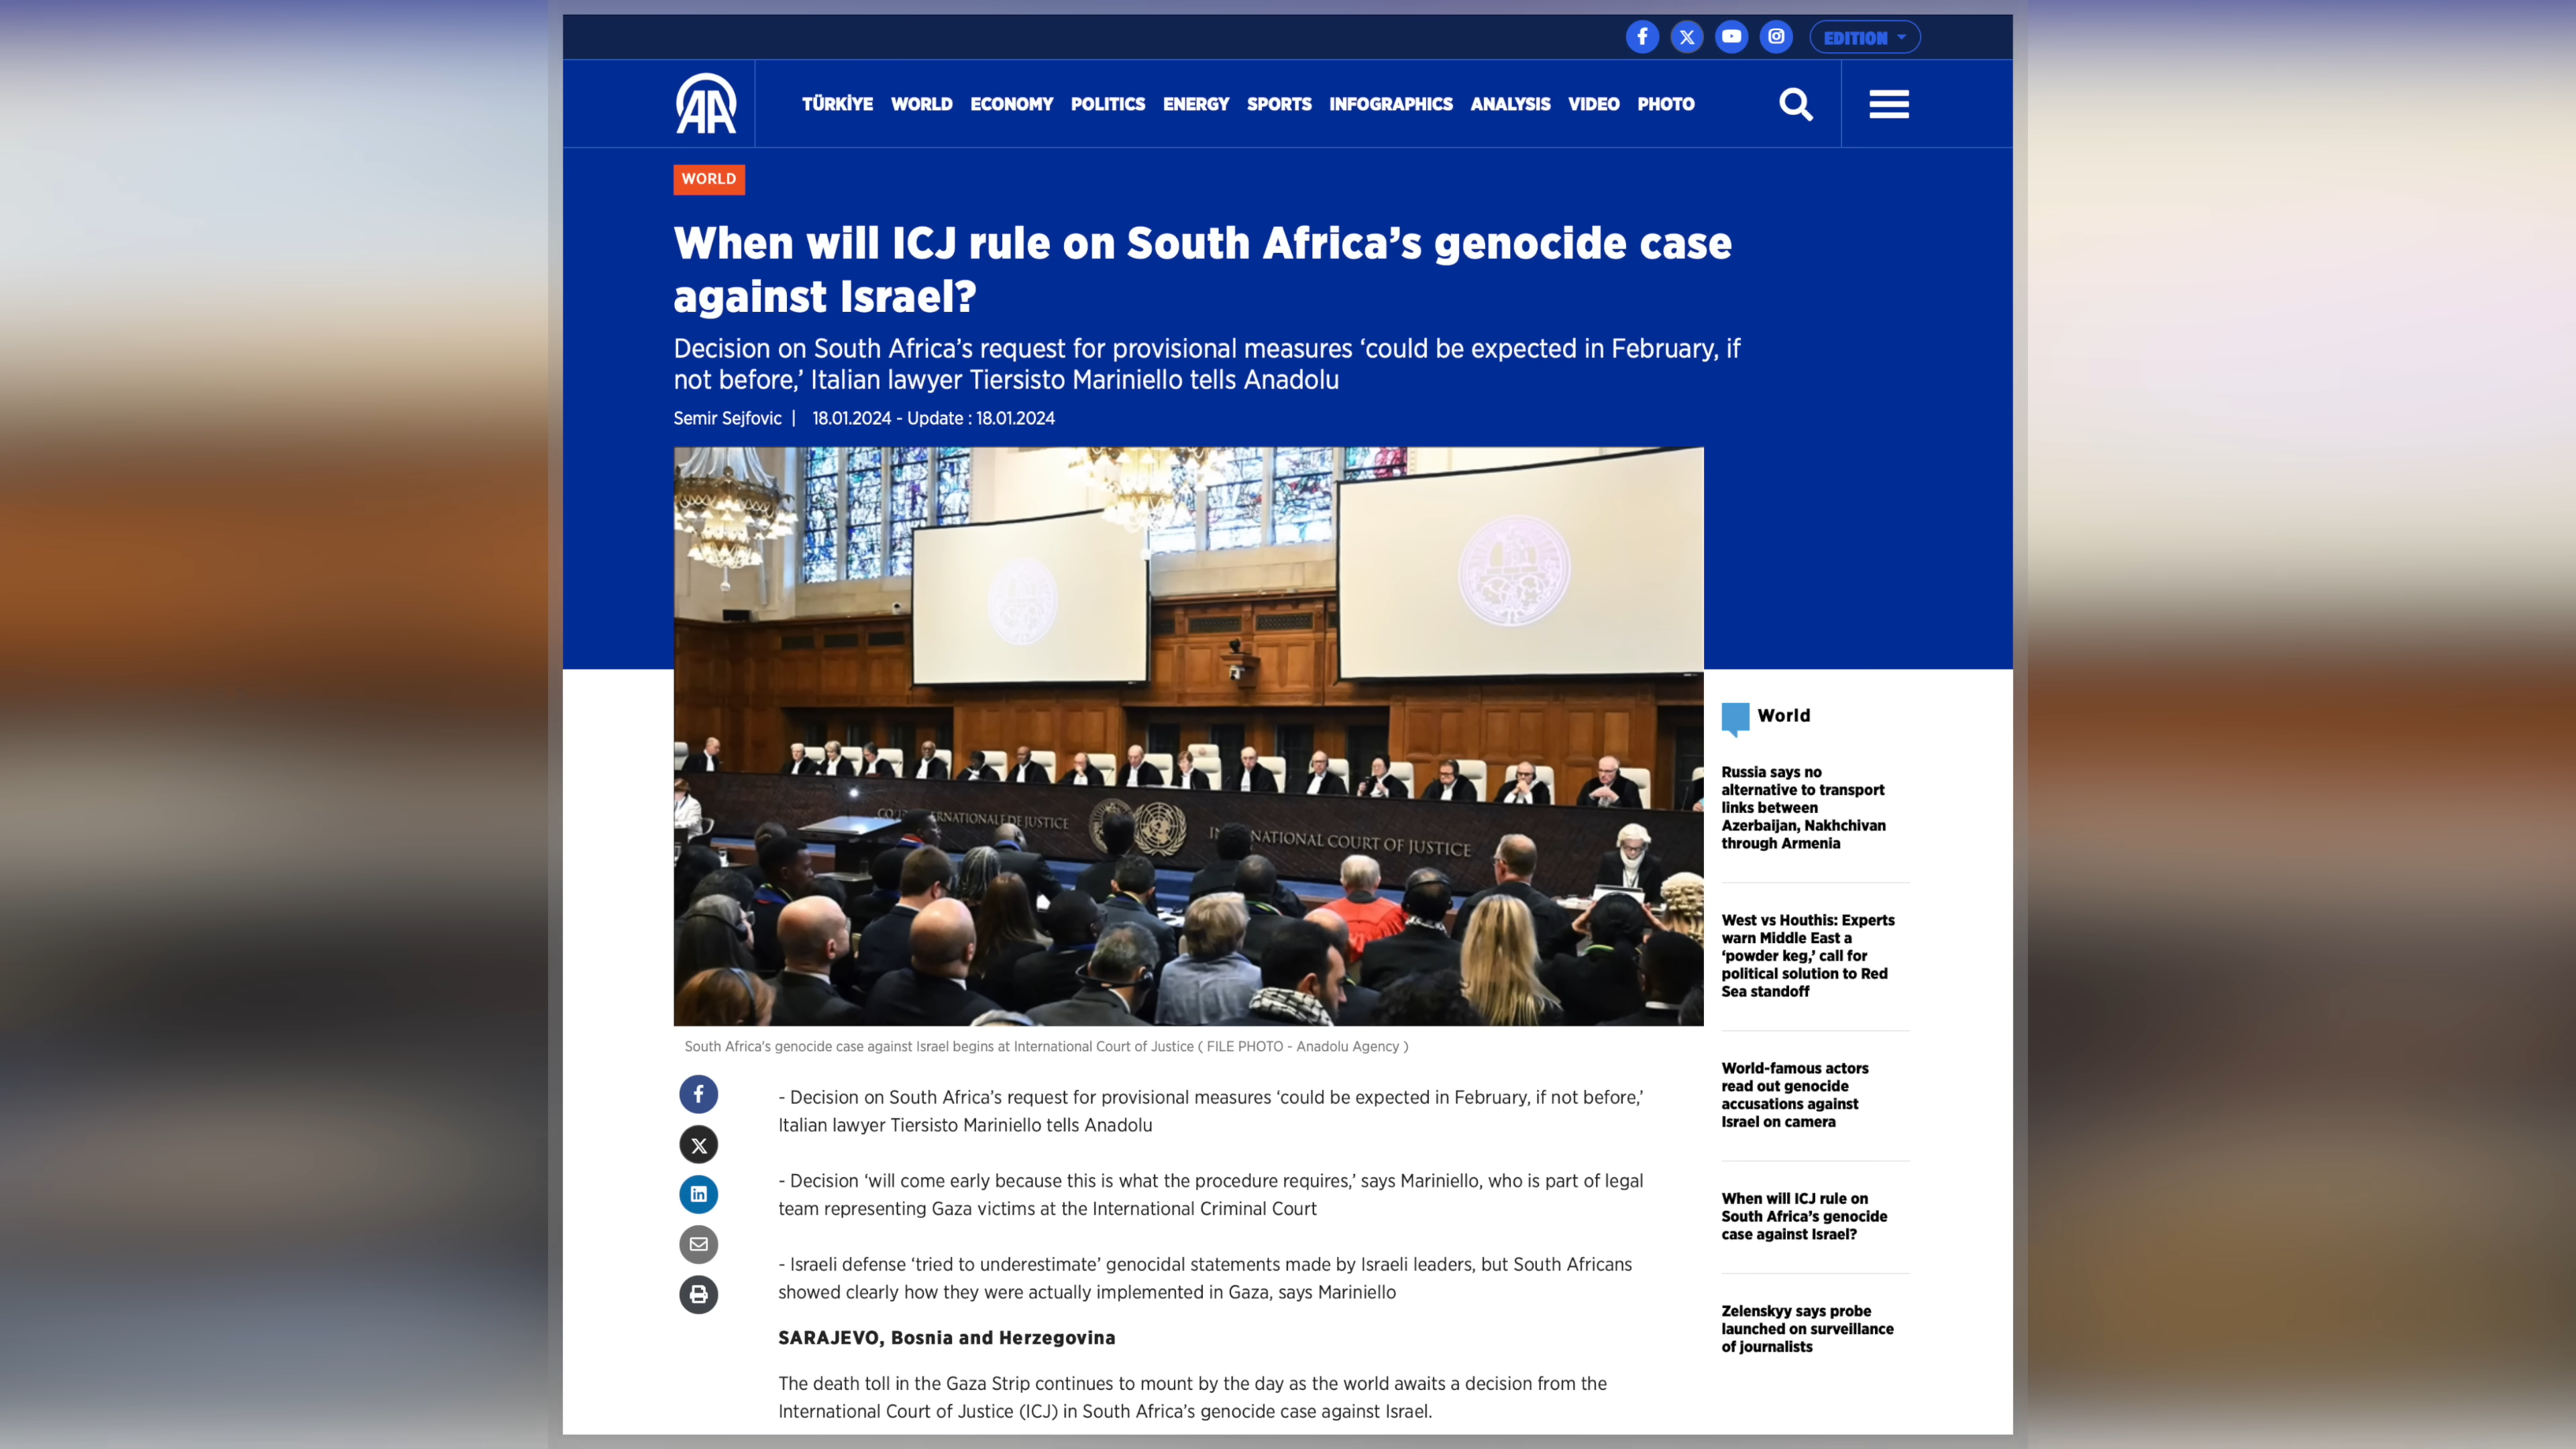 EDITION
AA
TÜRKİYE WORLD ECONOMY POLITICS ENERGY SPORTS INFOGRAPHICS ANALYSIS VIDEO PHOTO
WORLD
When will ICJ rule on South Africa’s genocide case
against Israel?
Decision on South Africa’s request for provisional measures ‘could be expected in February, if
not before,’ Italian lawyer Tiersisto Mariniello tells Anadolu
Semir Sejfovic | 18.01.2024 - Update : 18.01.2024
COU ERNATIONALE DE JUSTICE
IN NATIONAL COURT OF JUSTICE
South Africa's genocide case against Israel begins at International Court of Justice ( FILE PHOTO - Anadolu Agency )
- Decision on South Africa’s request for provisional measures ‘could be expected in February, if not before,’
Italian lawyer Tiersisto Mariniello tells Anadolu
- Decision ‘will come early because this is what the procedure requires,’ says Mariniello, who is part of legal
team representing Gaza victims at the International Criminal Court
- Israeli defense ‘tried to underestimate’ genocidal statements made by Israeli leaders, but South Africans
showed clearly how they were actually implemented in Gaza, says Mariniello
SARAJEVO, Bosnia and Herzegovina
The death toll in the Gaza Strip continues to mount by the day as the world awaits a decision from the
International Court of Justice (ICJ) in South Africa’s genocide case against Israel.
World
Russia says no
alternative to transport
links between
Azerbaijan, Nakhchivan
through Armenia
West vs Houthis: Experts
warn Middle East a
‘powder keg,’ call for
political solution to Red
Sea standoff
World-famous actors
read out genocide
accusations against
Israel on camera
When will ICJ rule on
South Africa’s genocide
case against Israel?
Zelenskyy says probe
launched on surveillance
of journalists